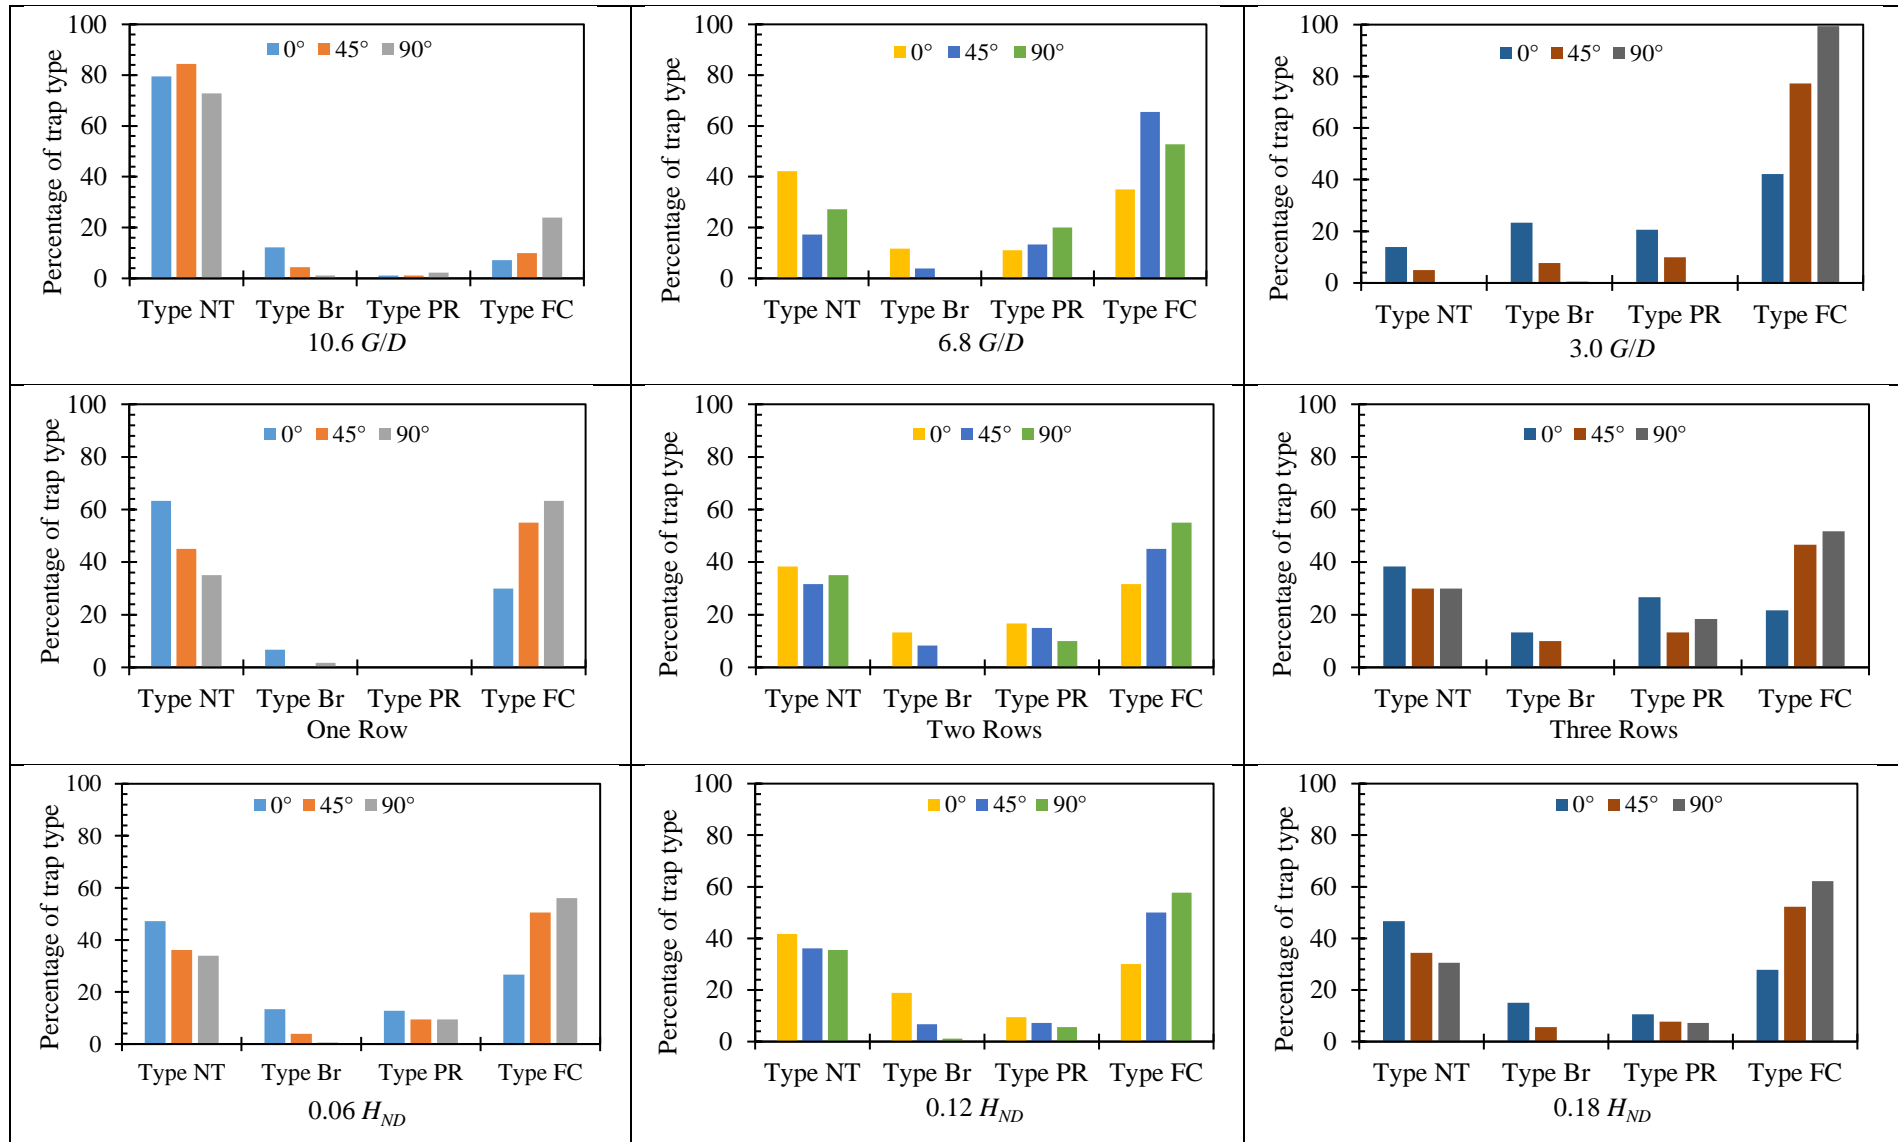 Percentage of trap type
100
80
60
40
20
0
0° 45° 90°
Type NT Type Br Type PR Type FC
10.6 G/D
Percentage of trap type
100
80
60
40
20
0
0° 45° 90°
Type NT Type Br Type PR Type FC
6.8 G/D
Percentage of trap type
100
80
60
40
20
0
0° 45° 90°
Type NT Type Br Type PR Type FC
3.0 G/D
Percentage of trap type
100
80
60
40
20
0
0° 45° 90°
Type NT Type Br Type PR Type FC
One Row
Percentage of trap type
100
80
60
40
20
0
0° 45° 90°
Type NT Type Br Type PR Type FC
Two Rows
Percentage of trap type
100
80
60
40
20
0
0° 45° 90°
Type NT Type Br Type PR Type FC
Three Rows
Percentage of trap type
100
80
60
40
20
0
0° 45° 90°
Type NT Type Br Type PR Type FC
0.06 H_ND
Percentage of trap type
100
80
60
40
20
0
0° 45° 90°
Type NT Type Br Type PR Type FC
0.12 H_ND
Percentage of trap type
100
80
60
40
20
0
0° 45° 90°
Type NT Type Br Type PR Type FC
0.18 H_ND